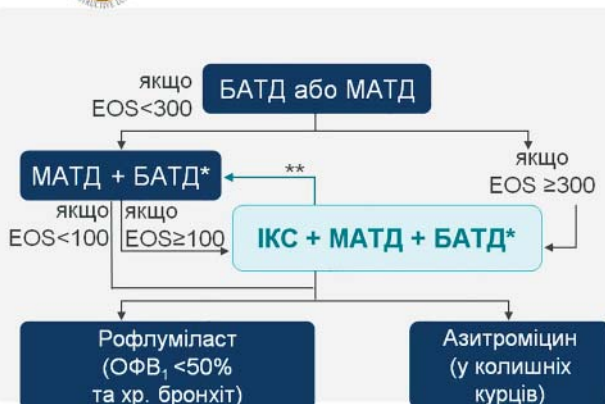 якщо
EOS<300
БАТД або МАТД
МАТД + БАТД*
**
якщо
EOS ≥300
якщо
EOS<100
якщо
EOS≥100
ІКС + МАТД + БАТД*
Рофлуміласт
(ОФВ₁ <50%
та хр. бронхіт)
Азитроміцин
(у колишніх
курців)